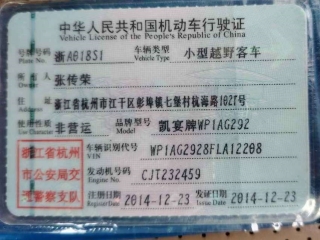 中华人民共和国机动车行驶证
Vehicle License of the People's Republic of China
号牌号码 浙A618S1 车辆类型 小型越野客车
Plate No. Vehicle Type
所有人 张传荣
Owner
住址 浙江省杭州市江干区彭埠镇七堡村杭海路1027号
使用性质 非营运 品牌型号 凯宴牌WP1AG292
Use Character Model
浙江省杭州 车辆识别代号 WP1AG2928FLA12208
VIN
市公安局交 发动机号码 CJT232459
Engine No.
通警察支队 注册日期 2014-12-23 发证日期 2014-12-23
Register Date Issue Date